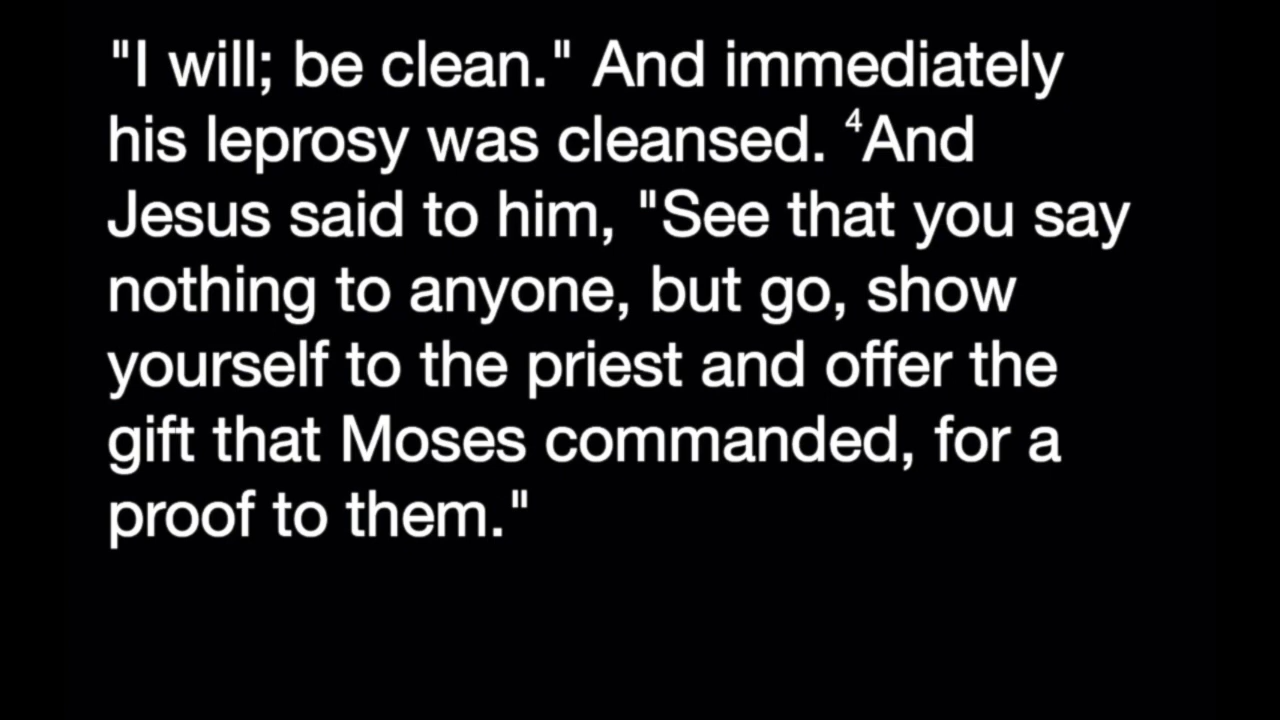 "I will; be clean." And immediately
his leprosy was cleansed. ⁴And
Jesus said to him, "See that you say
nothing to anyone, but go, show
yourself to the priest and offer the
gift that Moses commanded, for a
proof to them."